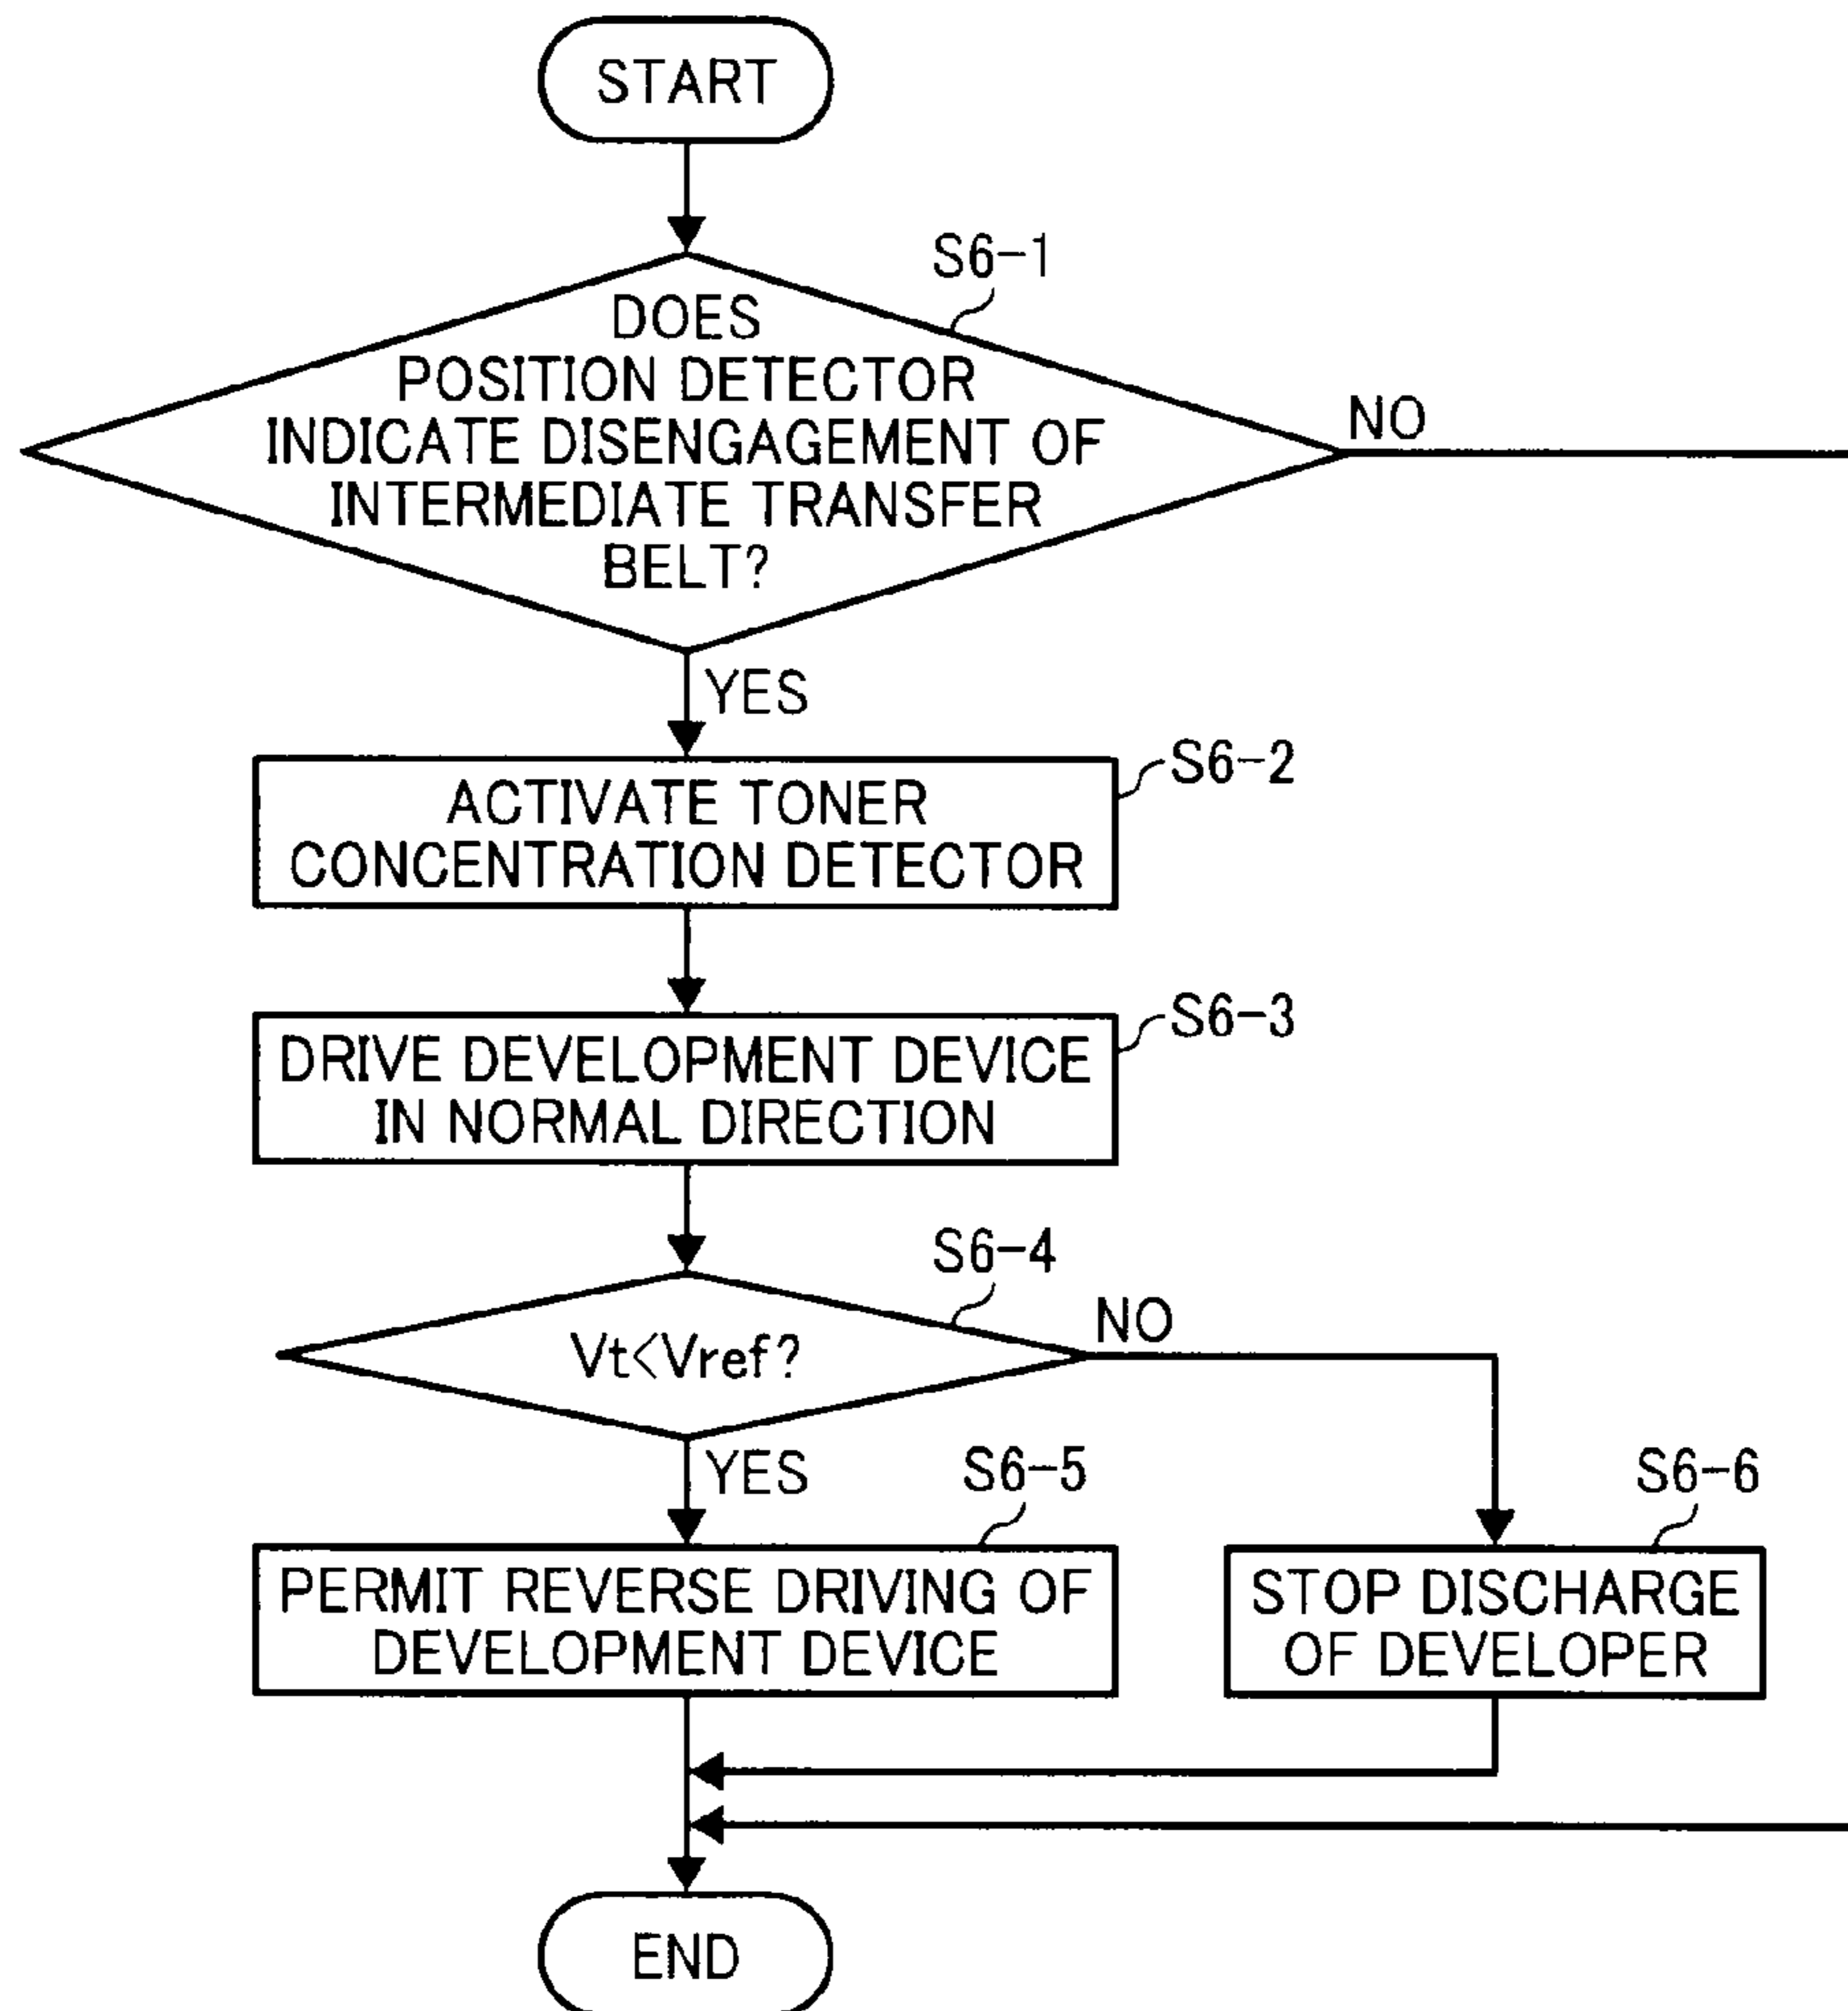 START
S6-1
DOES
POSITION DETECTOR
INDICATE DISENGAGEMENT OF
INTERMEDIATE TRANSFER
BELT?
NO
YES
S6-2
ACTIVATE TONER
CONCENTRATION DETECTOR
S6-3
DRIVE DEVELOPMENT DEVICE
IN NORMAL DIRECTION
S6-4
Vt<Vref?
NO
YES
S6-5
PERMIT REVERSE DRIVING OF
DEVELOPMENT DEVICE
S6-6
STOP DISCHARGE
OF DEVELOPER
END